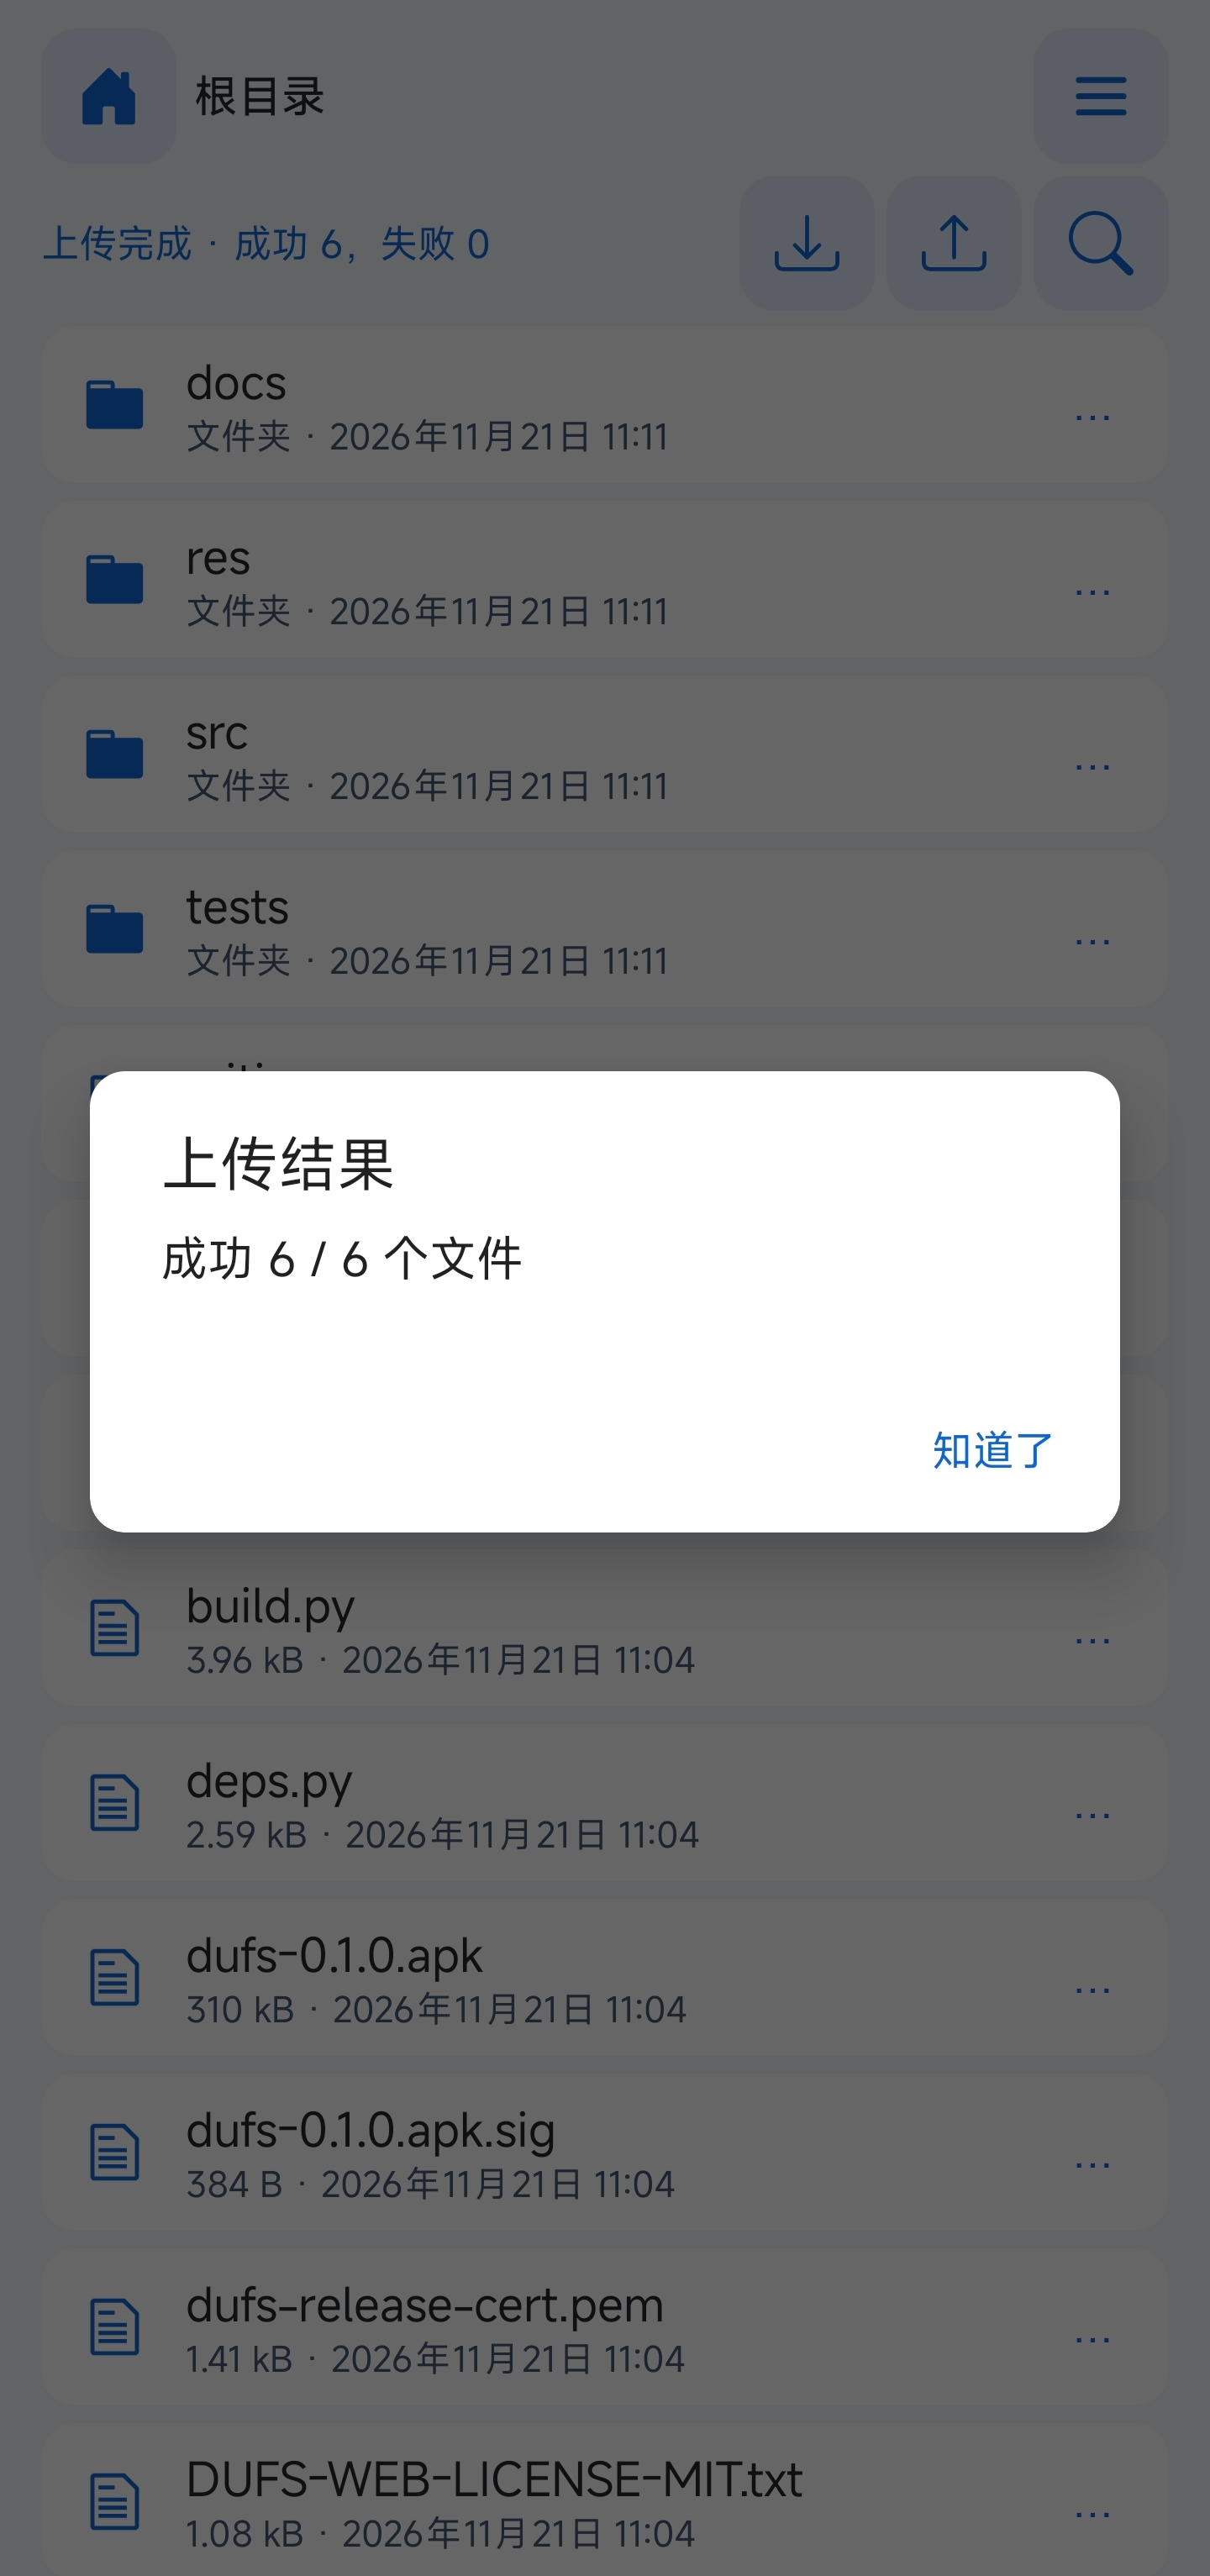 根目录
上传完成 · 成功 6，失败 0
docs
文件夹 · 2026年11月21日 11:11
...
res
文件夹 · 2026年11月21日 11:11
...
src
文件夹 · 2026年11月21日 11:11
...
tests
文件夹 · 2026年11月21日 11:11
...
上传结果
成功 6 / 6 个文件
知道了
build.py
3.96 kB · 2026年11月21日 11:04
...
deps.py
2.59 kB · 2026年11月21日 11:04
...
dufs-0.1.0.apk
310 kB · 2026年11月21日 11:04
...
dufs-0.1.0.apk.sig
384 B · 2026年11月21日 11:04
...
dufs-release-cert.pem
1.41 kB · 2026年11月21日 11:04
...
DUFS-WEB-LICENSE-MIT.txt
1.08 kB · 2026年11月21日 11:04
...